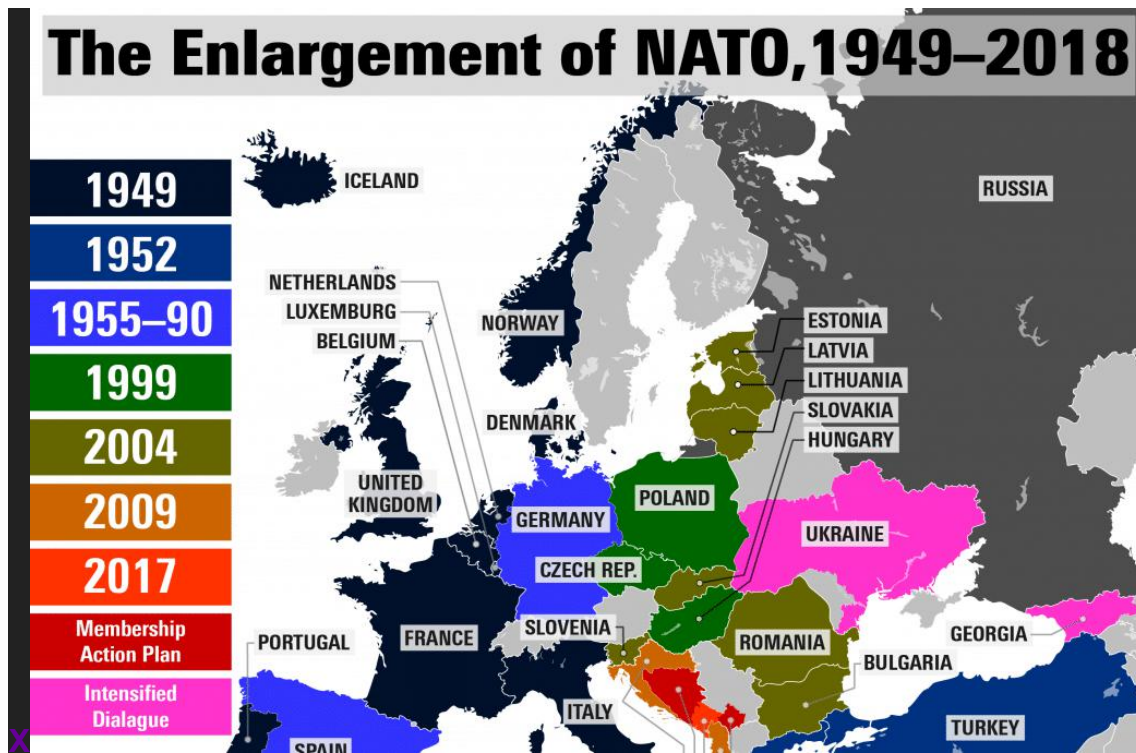 The Enlargement of NATO,1949–2018
1949
1952
1955–90
1999
2004
2009
2017
Membership
Action Plan
Intensified
Dialague
ICELAND
RUSSIA
NETHERLANDS
LUXEMBURG
BELGIUM
NORWAY
ESTONIA
LATVIA
LITHUANIA
SLOVAKIA
HUNGARY
DENMARK
UNITED
KINGDOM
GERMANY
POLAND
UKRAINE
CZECH REP.
PORTUGAL
FRANCE
SLOVENIA
ROMANIA
GEORGIA
BULGARIA
ITALY
TURKEY
SPAIN
X